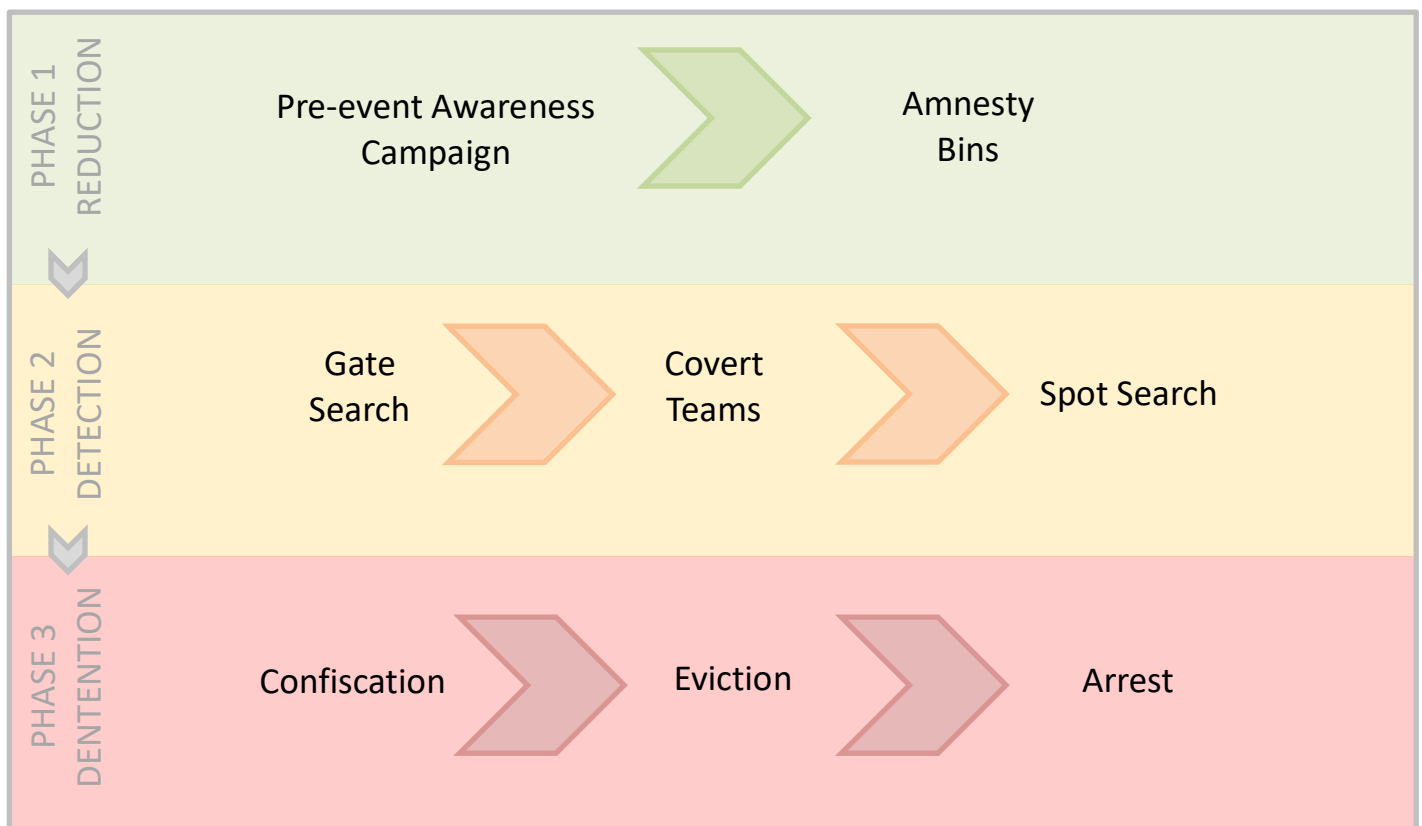 PHASE 1
REDUCTION
Pre-event Awareness
Campaign
Amnesty
Bins
PHASE 2
DETECTION
Gate
Search
Covert
Teams
Spot Search
PHASE 3
DENTENTION
Confiscation
Eviction
Arrest